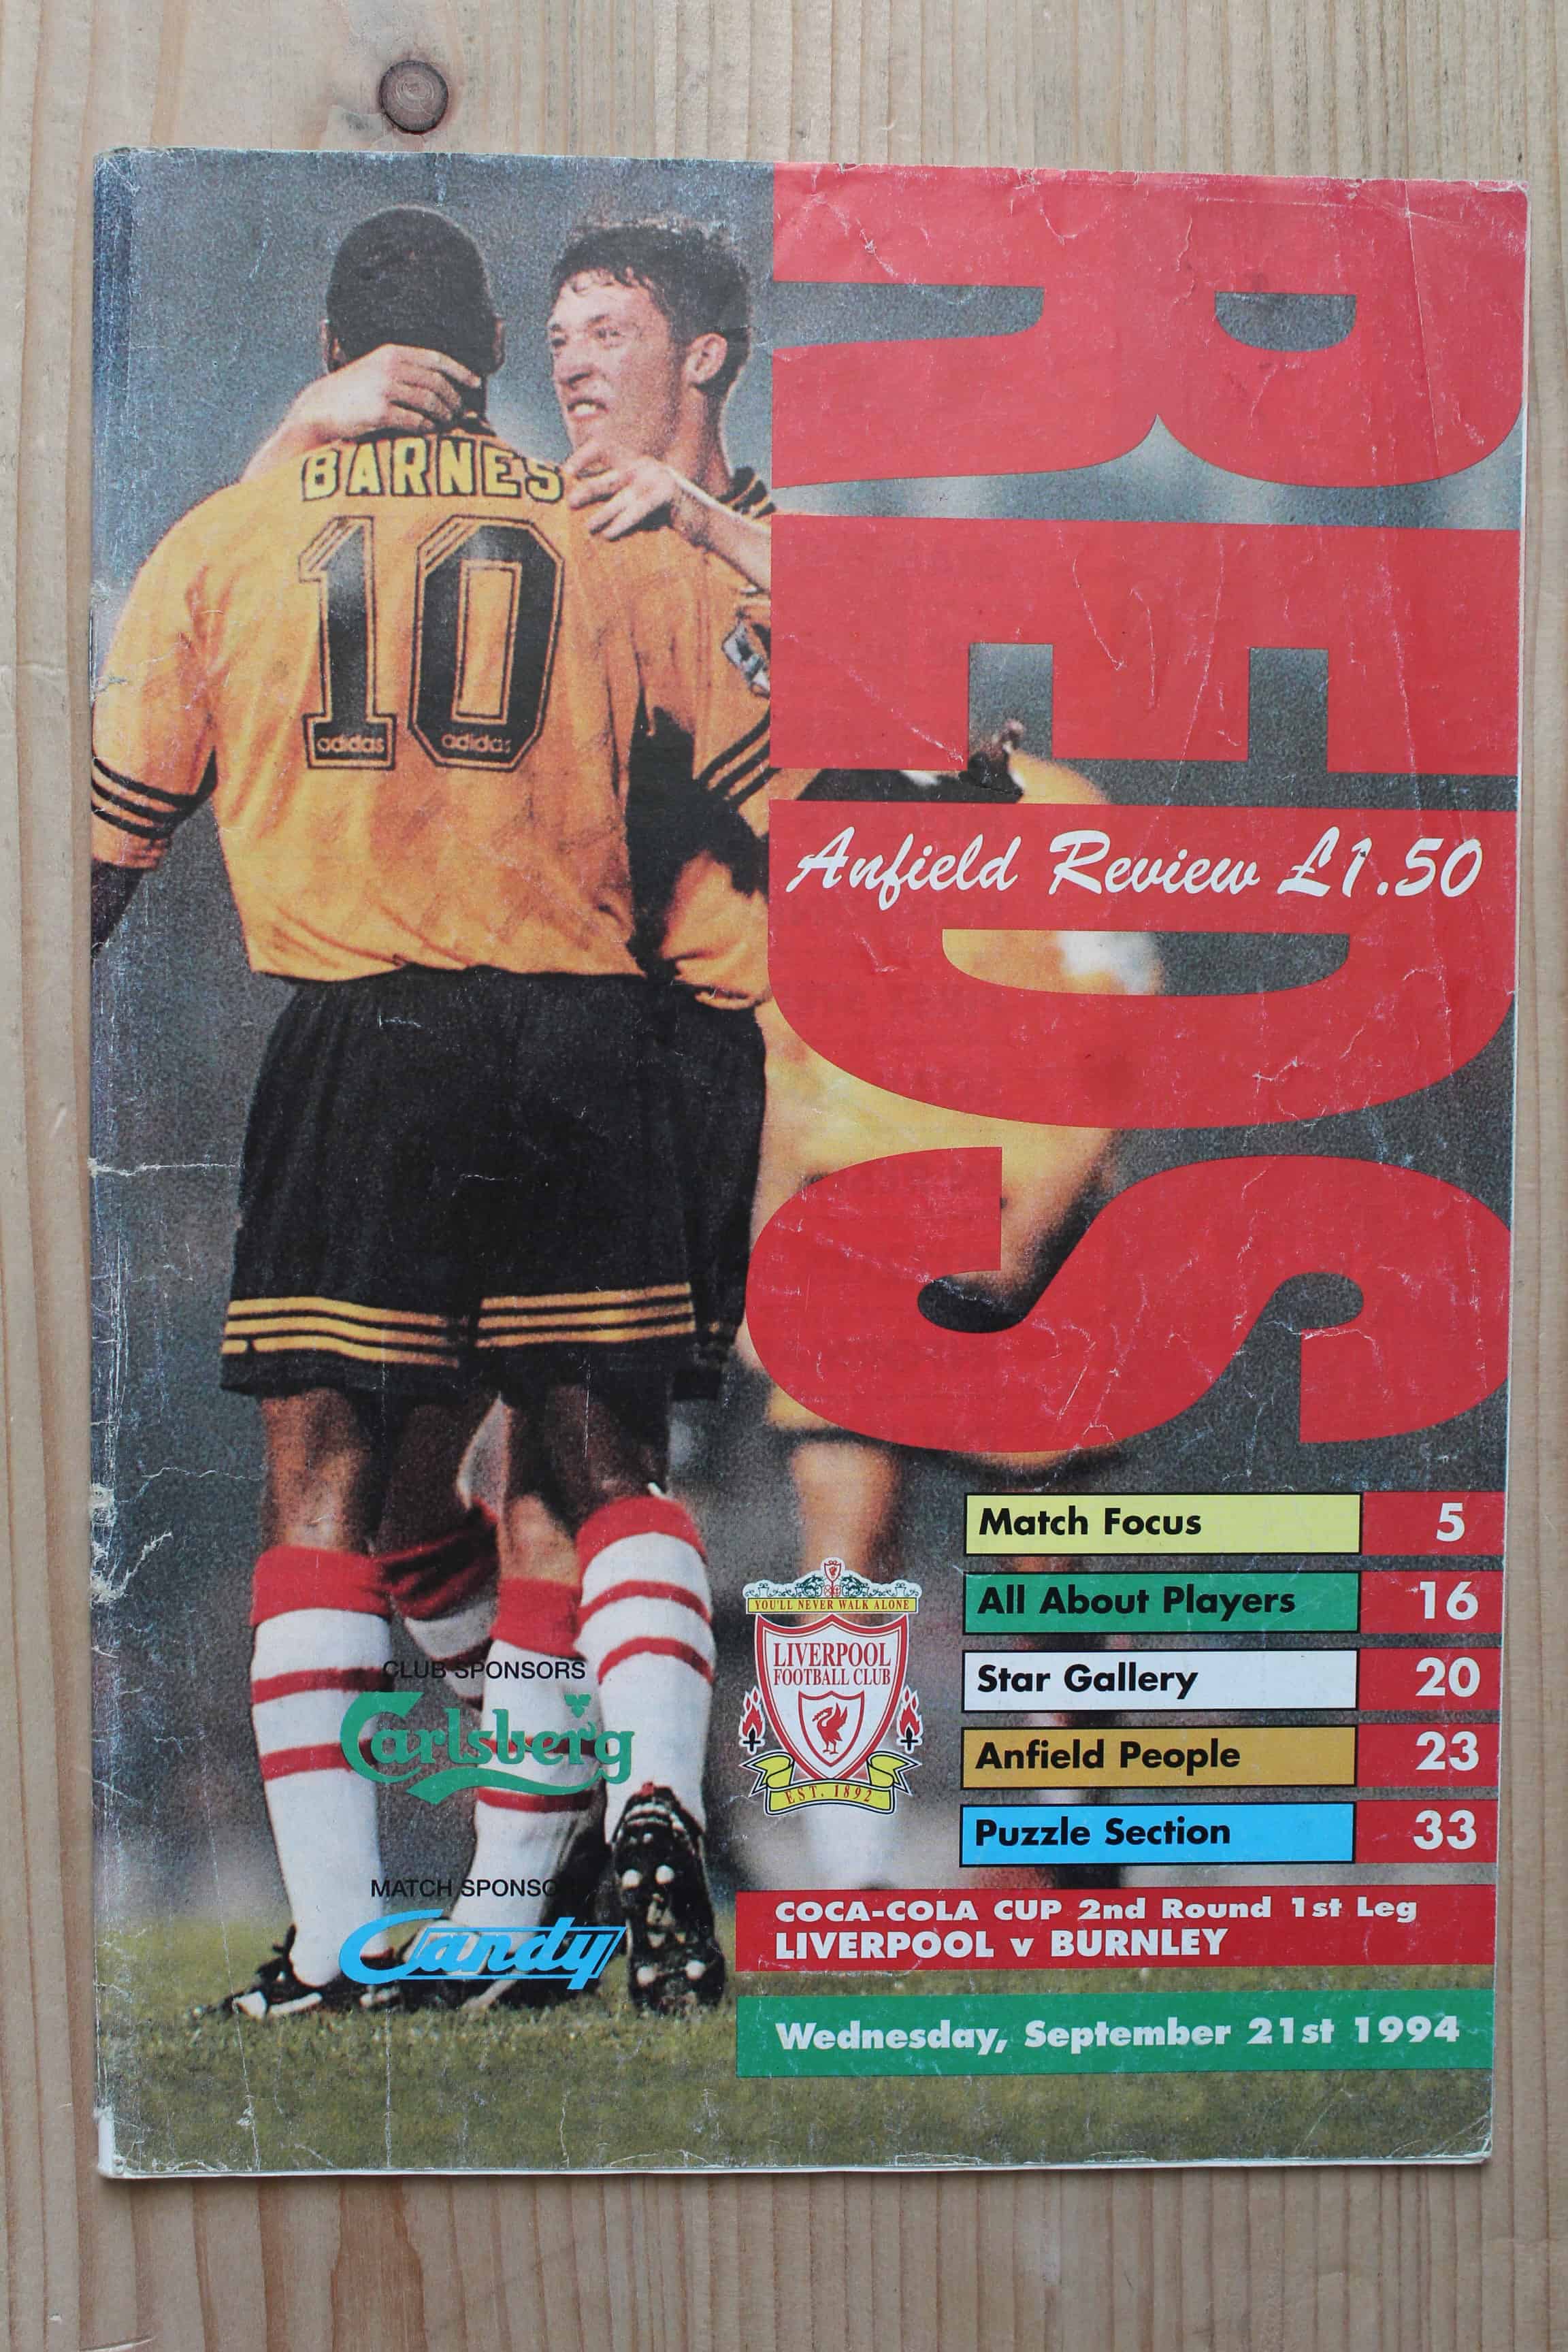 REDS
BARNES
10
adidas adidas
Anfield Review £1.50
Match Focus 5
All About Players 16
Star Gallery 20
Anfield People 23
Puzzle Section 33
YOU'LL NEVER WALK ALONE
LIVERPOOL
FOOTBALL CLUB
EST. 1892
CLUB SPONSORS
Carlsberg
MATCH SPONSO
Candy
COCA-COLA CUP 2nd Round 1st Leg
LIVERPOOL v BURNLEY
Wednesday, September 21st 1994